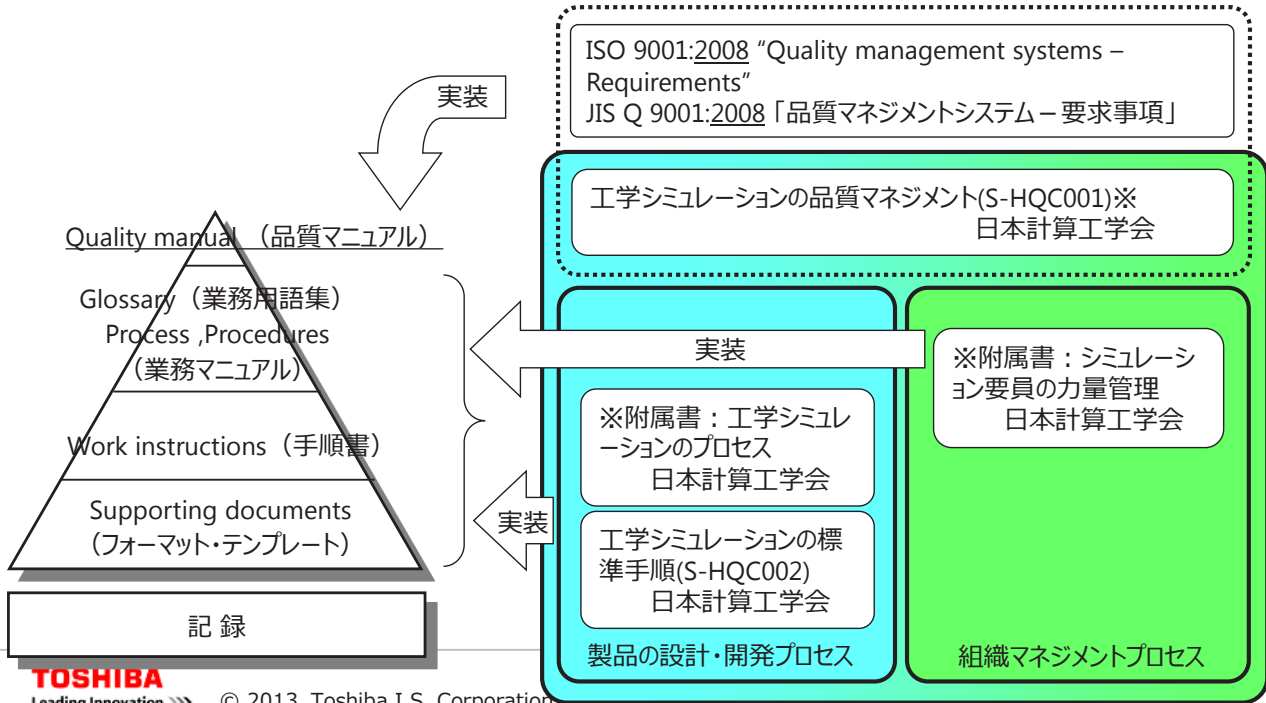 ISO 9001:2008 “Quality management systems –
Requirements”
JIS Q 9001:2008「品質マネジメントシステム – 要求事項」
実装
工学シミュレーションの品質マネジメント(S-HQC001)※
日本計算工学会
Quality manual （品質マニュアル）
Glossary（業務用語集）
Process ,Procedures
（業務マニュアル）
Work instructions（手順書）
Supporting documents
（フォーマット・テンプレート）
記 録
実装
実装
※附属書：工学シミュレ
ーションのプロセス
日本計算工学会
工学シミュレーションの標
準手順(S-HQC002)
日本計算工学会
製品の設計・開発プロセス
※附属書：シミュレーシ
ョン要員の力量管理
日本計算工学会
組織マネジメントプロセス
TOSHIBA
Leading Innovation >>>
© 2013 Toshiba I.S. Corporation